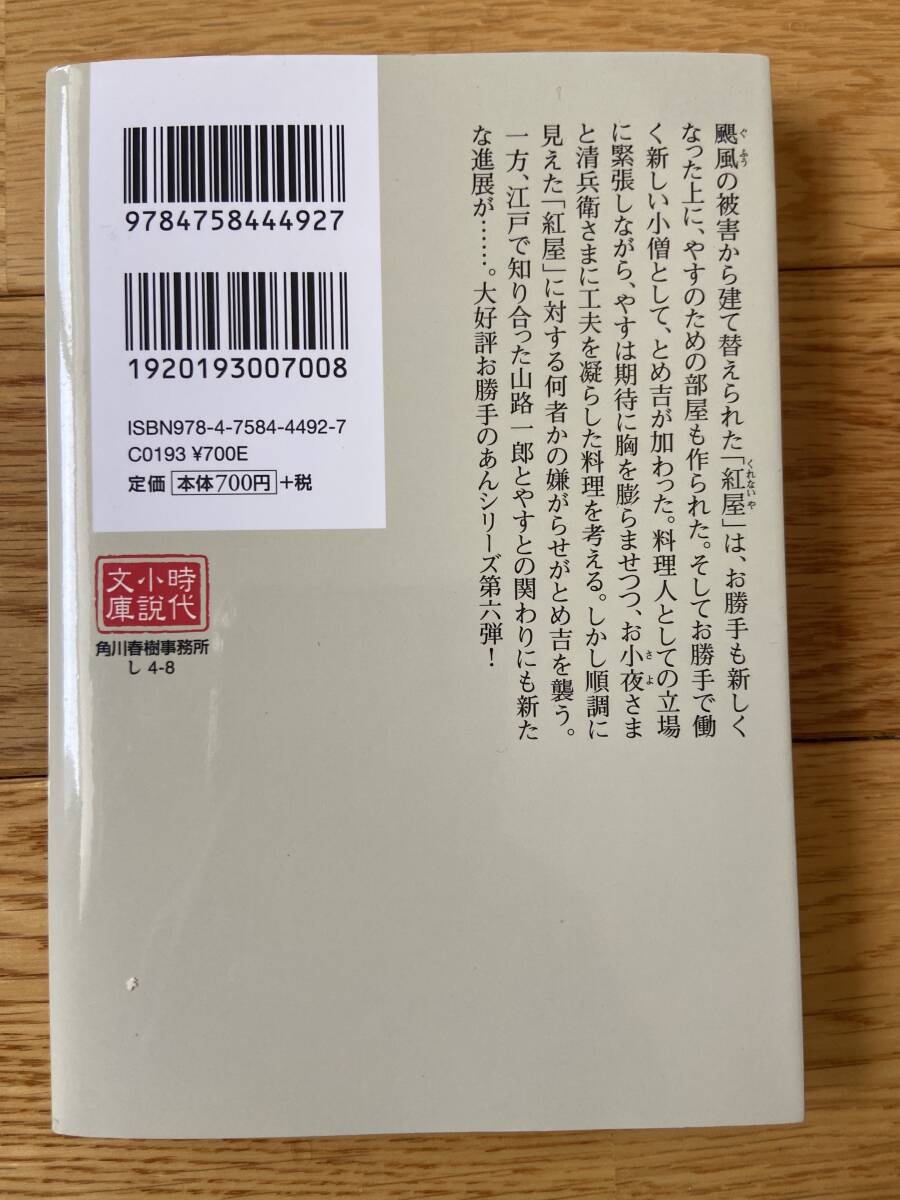 9784758444927
1920193007008
ISBN978-4-7584-4492-7
C0193 ¥700E
定価 本体700円 +税
時代
小説
文庫
角川春樹事務所
し 4-8
颶風の被害から建て替えられた「紅屋」は、お勝手も新しく
ぐふう
くれないや
なった上に、やすのための部屋も作られた。そしてお勝手で働
く新しい小僧として、とめ吉が加わった。料理人としての立場
に緊張しながら、やすは期待に胸を膨らませつつ、お小夜さま
さよ
と清兵衛さまに工夫を凝らした料理を考える。しかし順調に
見えた「紅屋」に対する何者かの嫌がらせがとめ吉を襲う。
一方、江戸で知り合った山路一郎とやすとの関わりにも新た
な進展が……。大好評お勝手のあんシリーズ第六弾！